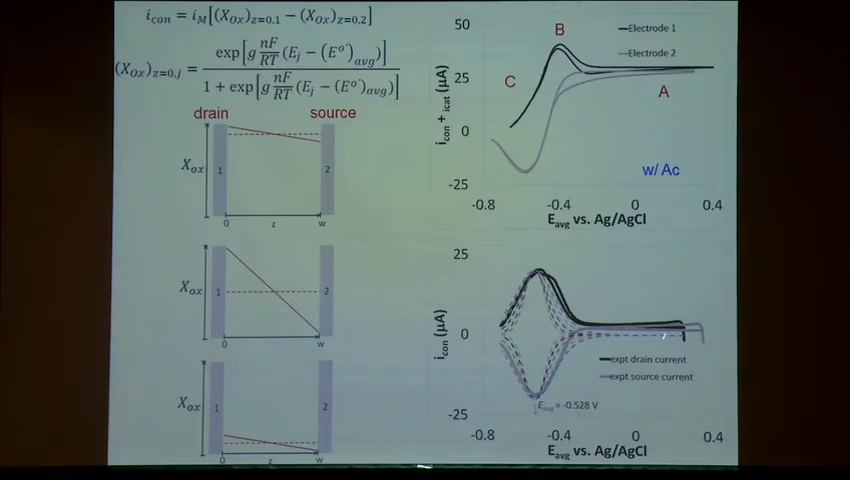 i_con = i_M[(X_Ox)_z=0.1 − (X_Ox)_z=0.2]
(X_Ox)_z=0,j = exp[g nF/RT (E_j − (E^o')_avg)] / 1 + exp[g nF/RT (E_j − (E^o')_avg)]
drain source
X_ox
1
2
0 z w
X_ox
1
2
0 z w
X_ox
1
2
0 z w
50
25
0
-25
i_con + i_cat (µA)
B
C
A
Electrode 1
Electrode 2
w/ Ac
-0.8 -0.4 0 0.4
E_avg vs. Ag/AgCl
25
0
-25
i_con (µA)
expt drain current
expt source current
E_avg = -0.528 V
-0.8 -0.4 0 0.4
E_avg vs. Ag/AgCl